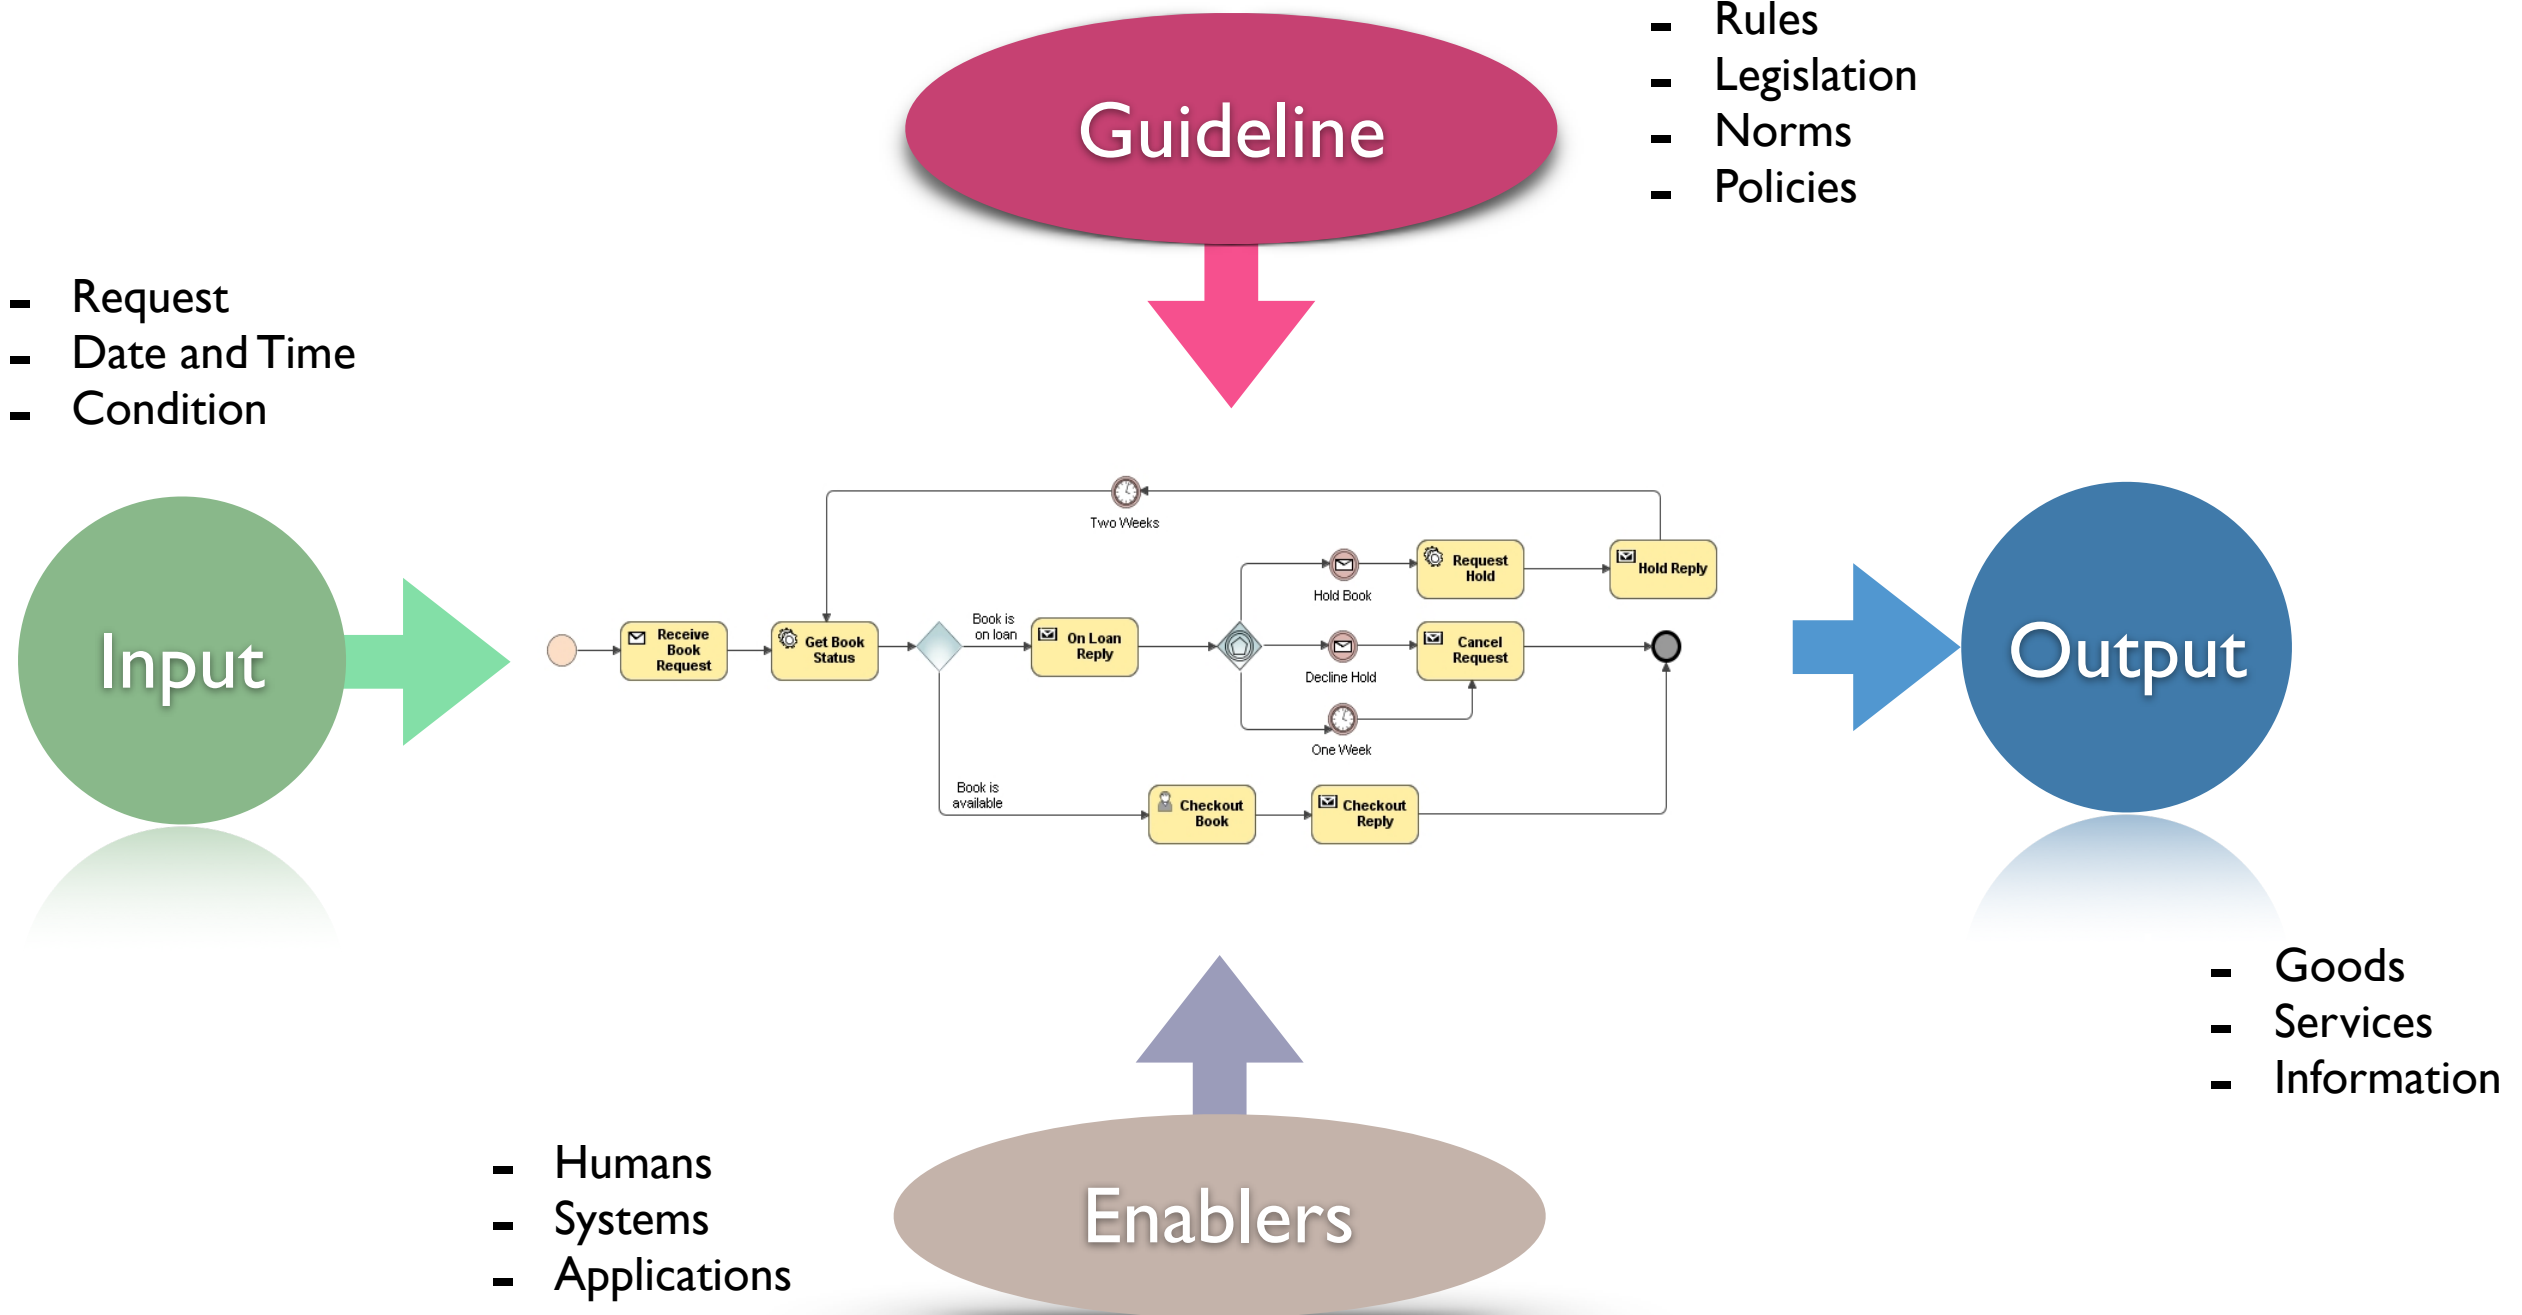 Guideline
- Rules
- Legislation
- Norms
- Policies
- Request
- Date and Time
- Condition
Input
Two Weeks
Receive
Book
Request
Get Book
Status
Book is
on loan
On Loan
Reply
Hold Book
Request
Hold
Hold Reply
Decline Hold
Cancel
Request
One Week
Book is
available
Checkout
Book
Checkout
Reply
Output
- Goods
- Services
- Information
- Humans
- Systems
- Applications
Enablers